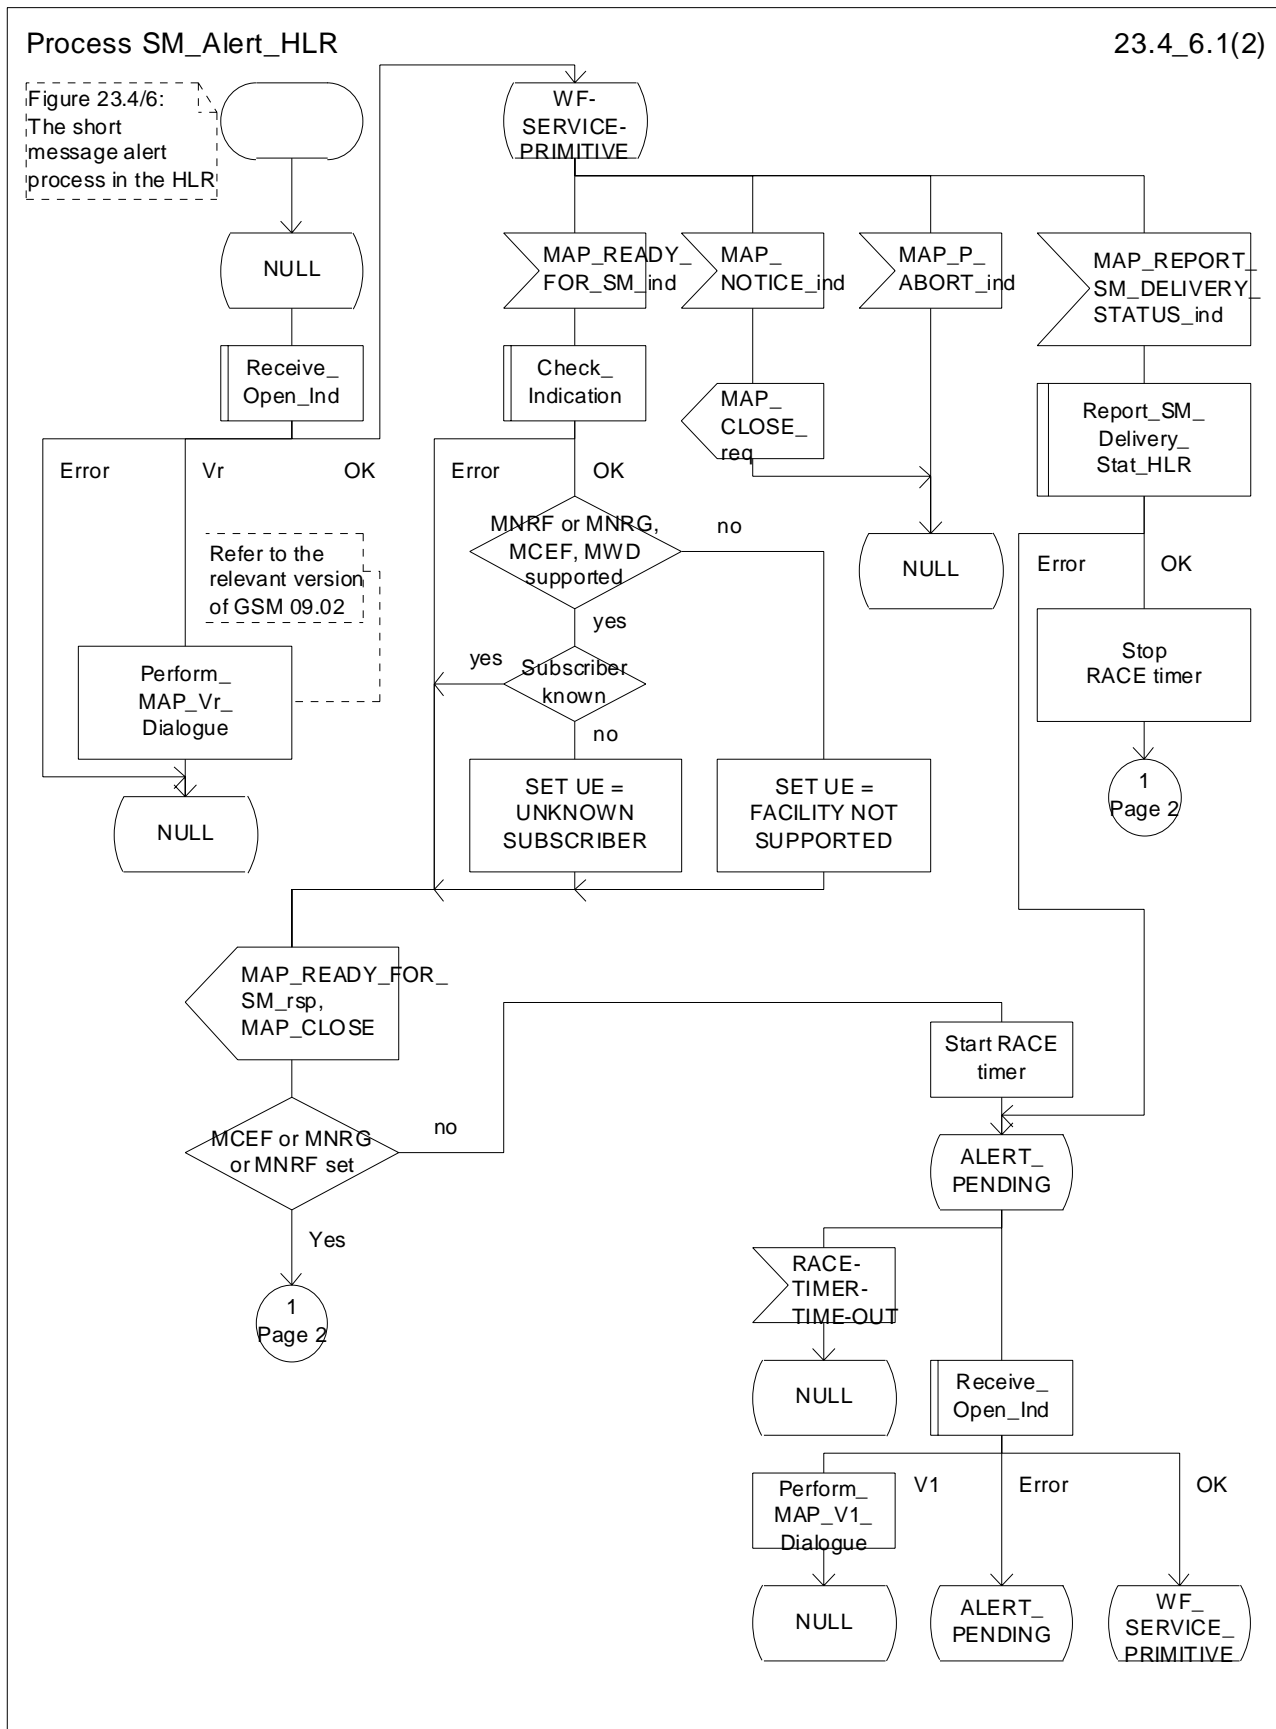 Process SM_Alert_HLR
23.4_6.1(2)
Figure 23.4/6:
The short
message alert
process in the HLR
WF-
SERVICE-
PRIMITIVE
NULL
MAP_READY_
FOR_SM_ind
MAP_
NOTICE_ind
MAP_P_
ABORT_ind
MAP_REPORT_
SM_DELIVERY_
STATUS_ind
Receive_
Open_Ind
Check_
Indication
MAP_
CLOSE_
req
Report_SM_
Delivery_
Stat_HLR
Error
Vr
OK
Error
OK
MNRF or MNRG,
MCEF, MWD
supported
no
yes
NULL
Error
OK
Refer to the
relevant version
of GSM 09.02
Perform_
MAP_Vr_
Dialogue
yes
Subscriber
known
no
Stop
RACE timer
NULL
SET UE =
UNKNOWN
SUBSCRIBER
SET UE =
FACILITY NOT
SUPPORTED
1
Page 2
MAP_READY_FOR_
SM_rsp,
MAP_CLOSE
Start RACE
timer
MCEF or MNRG
or MNRF set
no
Yes
ALERT_
PENDING
1
Page 2
RACE-
TIMER-
TIME-OUT
NULL
Receive_
Open_Ind
Perform_
MAP_V1_
Dialogue
V1
Error
OK
NULL
ALERT_
PENDING
WF_
SERVICE_
PRIMITIVE